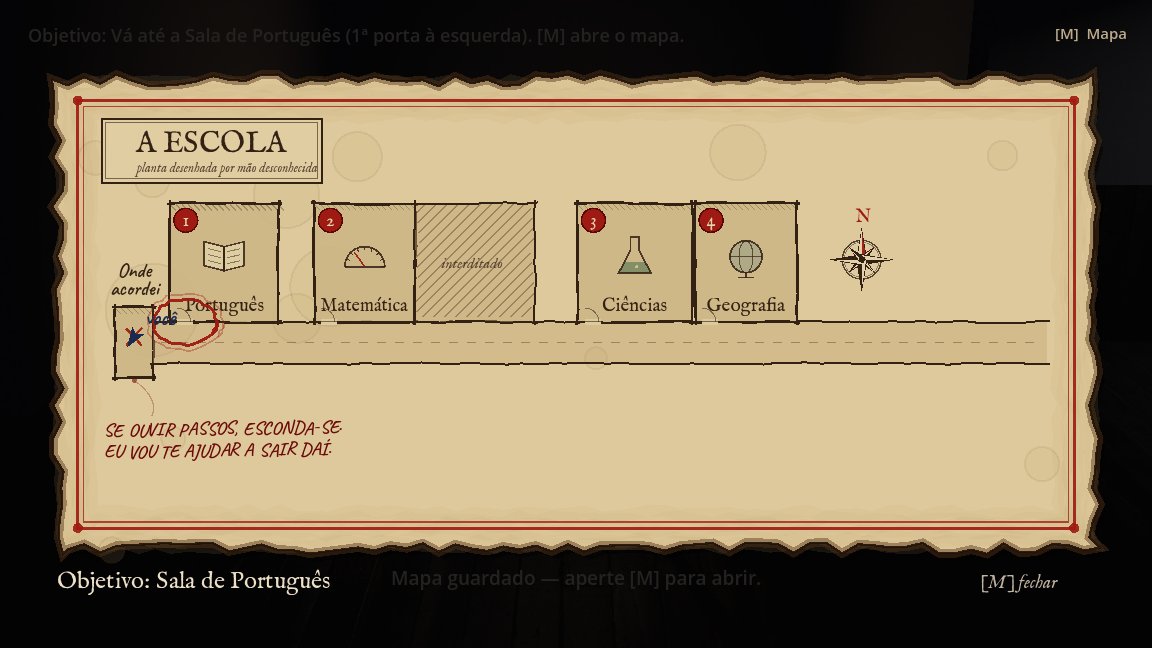 Objetivo: Vá até a Sala de Português (1ª porta à esquerda). [M] abre o mapa.
[M] Mapa
A ESCOLA
planta desenhada por mão desconhecida
1
2
3
4
N
interditado
Onde
acordei
Português
Matemática
Ciências
Geografia
você
SE OUVIR PASSOS, ESCONDA-SE.
EU VOU TE AJUDAR A SAIR DAÍ.
Objetivo: Sala de Português
Mapa guardado — aperte [M] para abrir.
[M] fechar